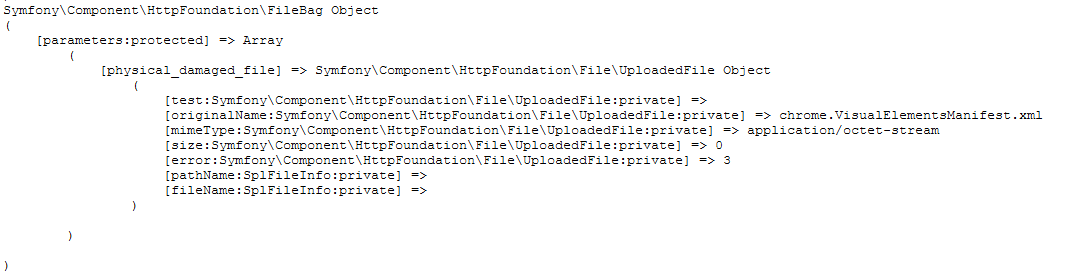 Symfony\Component\HttpFoundation\FileBag Object
(
    [parameters:protected] => Array
        (
            [physical_damaged_file] => Symfony\Component\HttpFoundation\File\UploadedFile Object
                (
                    [test:Symfony\Component\HttpFoundation\File\UploadedFile:private] =>
                    [originalName:Symfony\Component\HttpFoundation\File\UploadedFile:private] => chrome.VisualElementsManifest.xml
                    [mimeType:Symfony\Component\HttpFoundation\File\UploadedFile:private] => application/octet-stream
                    [size:Symfony\Component\HttpFoundation\File\UploadedFile:private] => 0
                    [error:Symfony\Component\HttpFoundation\File\UploadedFile:private] => 3
                    [pathName:SplFileInfo:private] =>
                    [fileName:SplFileInfo:private] =>
                )

        )

)